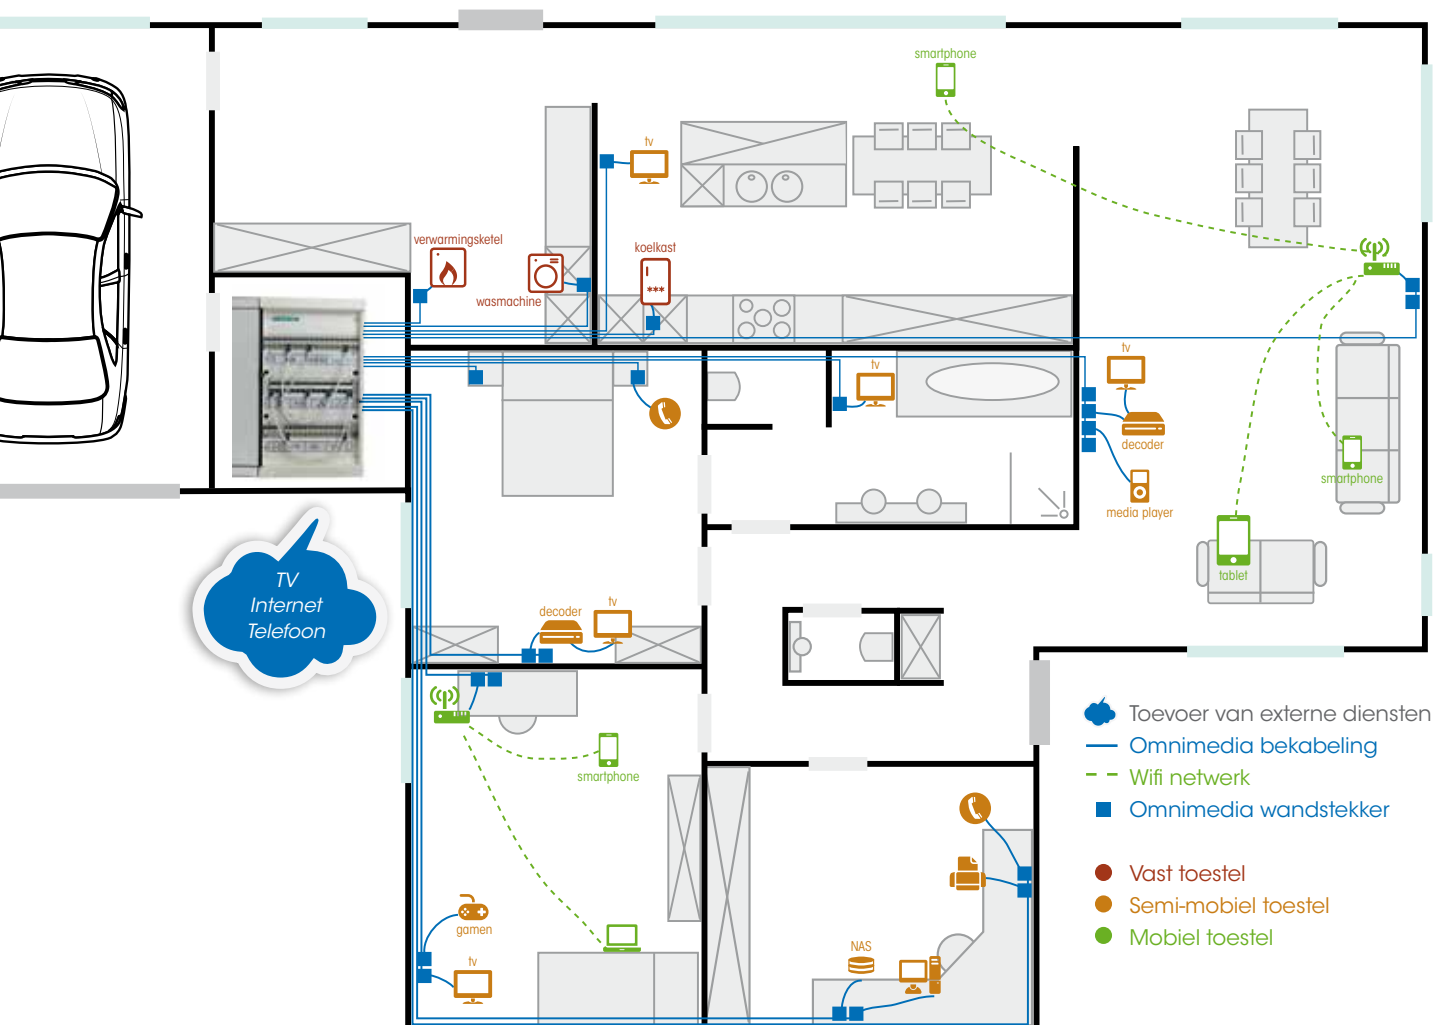 smartphone
tv
verwarmingsketel
koelkast
wasmachine
tv
tv
decoder
smartphone
media player
TV
Internet
Telefoon
tablet
decoder
tv
smartphone
gamen
tv
NAS
Toevoer van externe diensten
Omnimedia bekabeling
Wifi netwerk
Omnimedia wandstekker
Vast toestel
Semi-mobiel toestel
Mobiel toestel